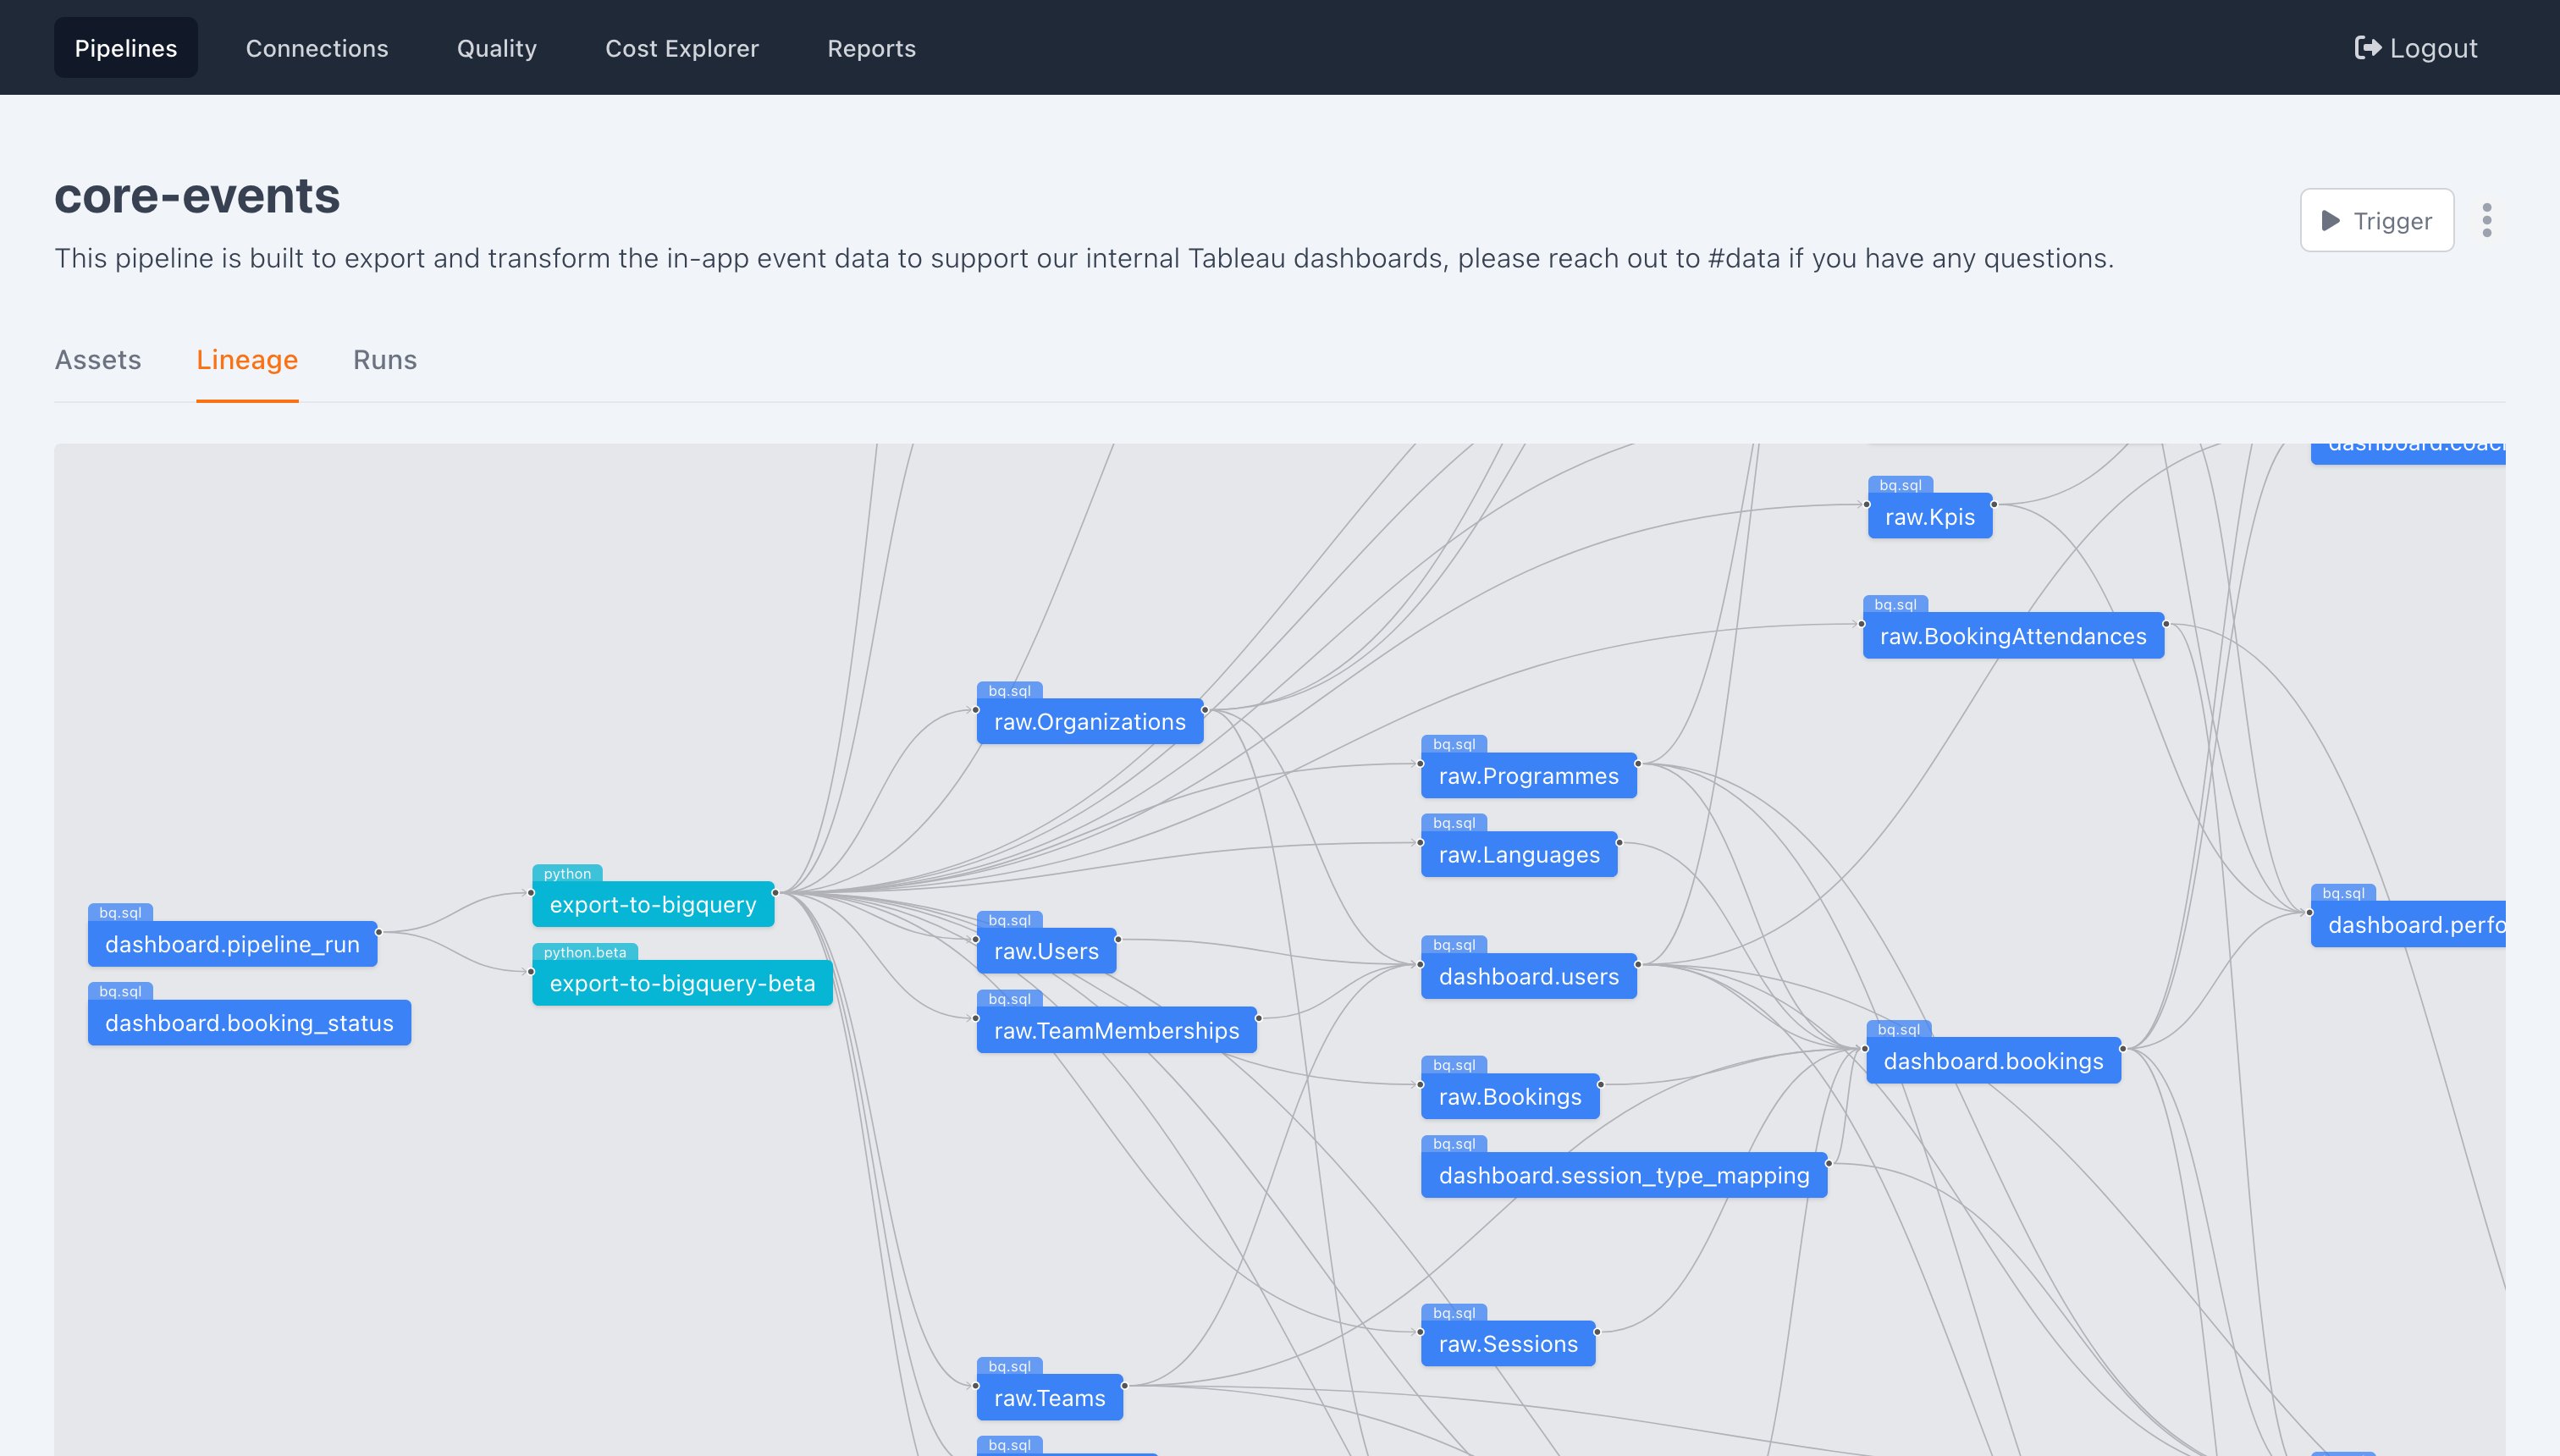 Pipelines
Connections
Quality
Cost Explorer
Reports
Logout
core-events
This pipeline is built to export and transform the in-app event data to support our internal Tableau dashboards, please reach out to #data if you have any questions.
Trigger
Assets
Lineage
Runs
bq.sql
raw.Kpis
bq.sql
raw.BookingAttendances
bq.sql
raw.Organizations
bq.sql
raw.Programmes
bq.sql
raw.Languages
python
export-to-bigquery
bq.sql
dashboard.perfo
bq.sql
dashboard.pipeline_run
bq.sql
raw.Users
bq.sql
dashboard.users
python.beta
export-to-bigquery-beta
bq.sql
dashboard.booking_status
bq.sql
raw.TeamMemberships
bq.sql
dashboard.bookings
bq.sql
raw.Bookings
bq.sql
dashboard.session_type_mapping
bq.sql
raw.Sessions
bq.sql
raw.Teams
bq.sql